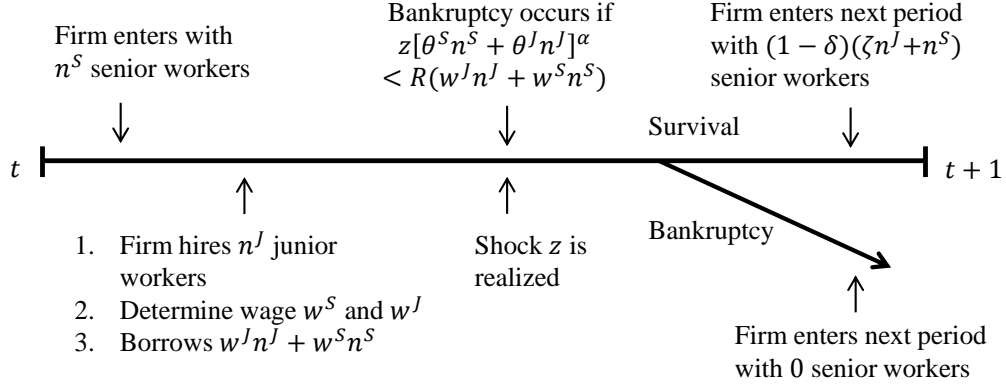 Firm enters with
n^S senior workers
Bankruptcy occurs if
z[θ^S n^S + θ^J n^J]^α
< R(w^J n^J + w^S n^S)
Firm enters next period
with (1 − δ)(ζn^J+n^S)
senior workers
Survival
t
t + 1
1. Firm hires n^J junior
workers
2. Determine wage w^S and w^J
3. Borrows w^J n^J + w^S n^S
Shock z is
realized
Bankruptcy
Firm enters next period
with 0 senior workers